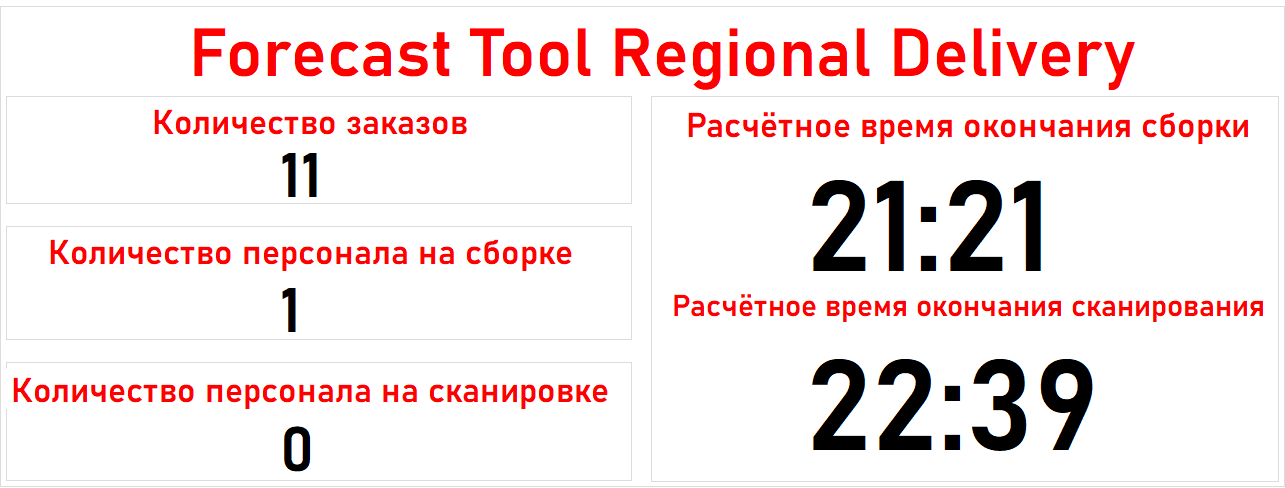 Forecast Tool Regional Delivery
Количество заказов
11
Количество персонала на сборке
1
Количество персонала на сканировке
0
Расчётное время окончания сборки
21:21
Расчётное время окончания сканирования
22:39